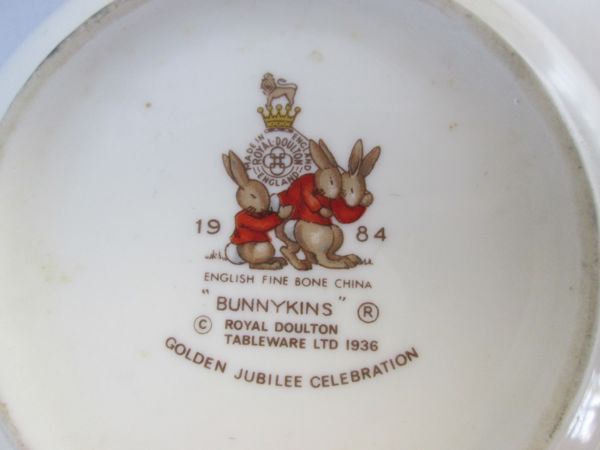 MADE IN ENGLAND
ROYAL DOULTON
ENGLAND
19 84
ENGLISH FINE BONE CHINA
"BUNNYKINS" ®
© ROYAL DOULTON
TABLEWARE LTD 1936
GOLDEN JUBILEE CELEBRATION